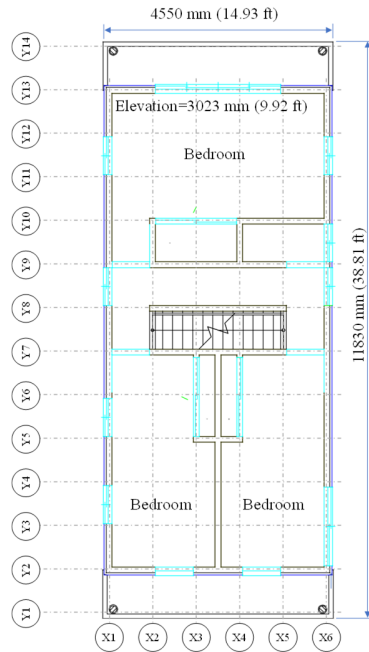 4550 mm (14.93 ft)
Y14
Y13
Elevation=3023 mm (9.92 ft)
Y12
Bedroom
Y11
Y10
Y9
11830 mm (38.81 ft)
Y8
Y7
Y6
Y5
Y4
Bedroom Bedroom
Y3
Y2
Y1
X1 X2 X3 X4 X5 X6